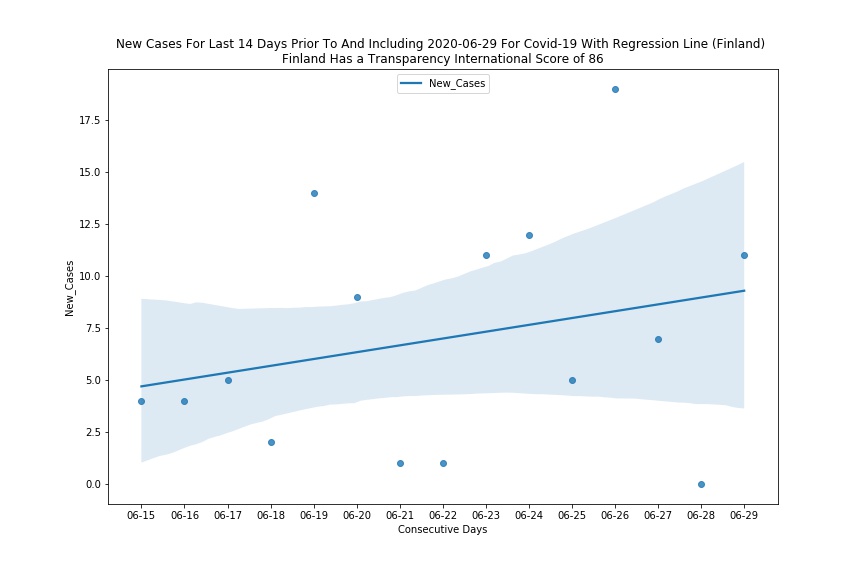 New Cases For Last 14 Days Prior To And Including 2020-06-29 For Covid-19 With Regression Line (Finland)
Finland Has a Transparency International Score of 86
New_Cases
17.5
15.0
12.5
10.0
7.5
5.0
2.5
0.0
New_Cases
06-15 06-16 06-17 06-18 06-19 06-20 06-21 06-22 06-23 06-24 06-25 06-26 06-27 06-28 06-29
Consecutive Days